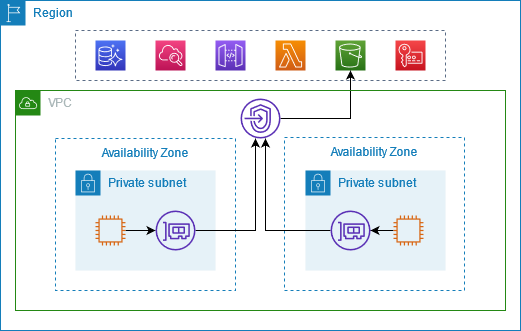 Region
VPC
Availability Zone
Private subnet
Availability Zone
Private subnet